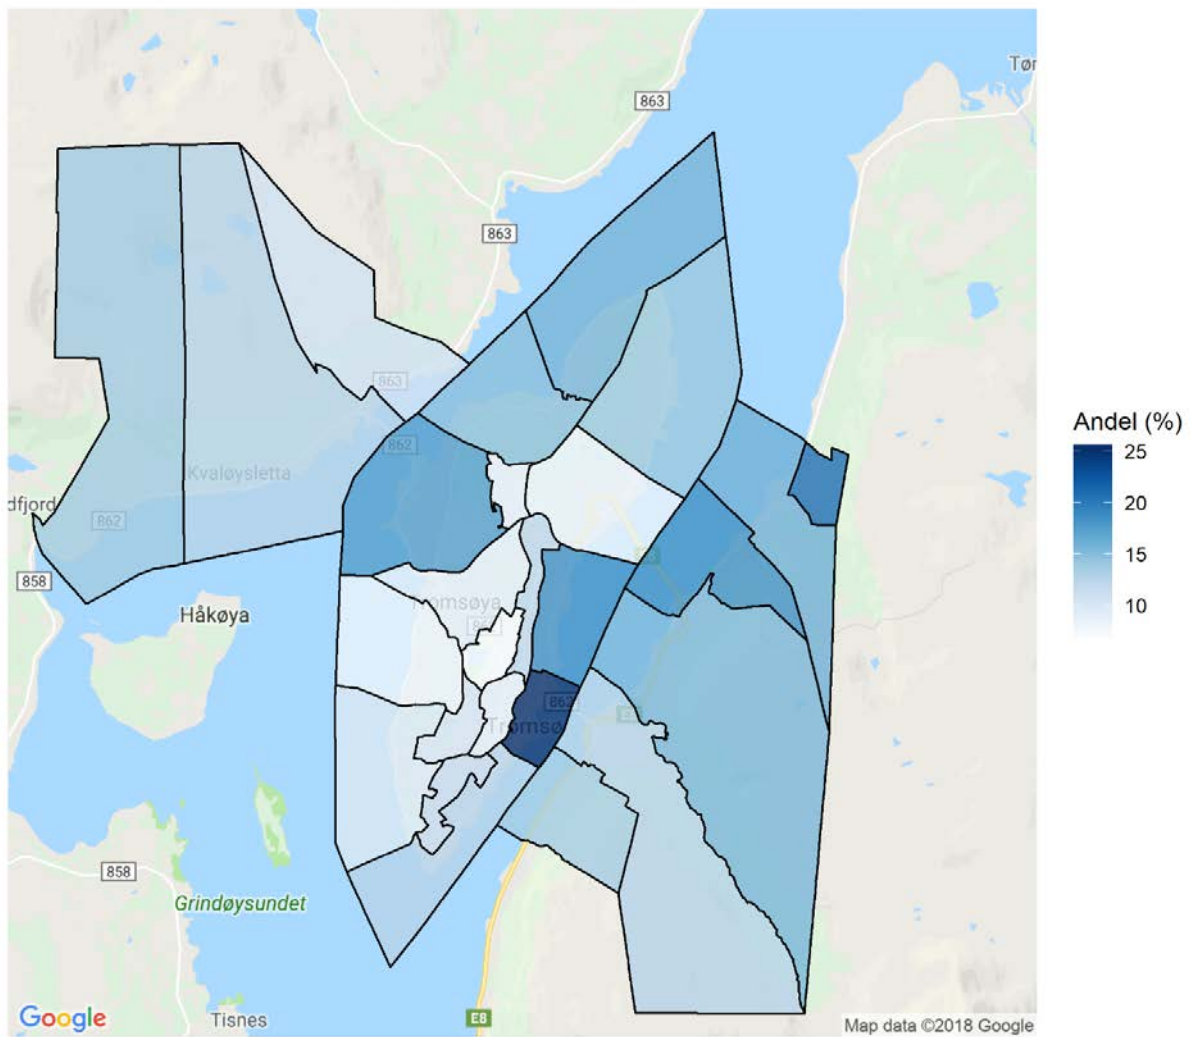 Tør
863
863
863
862
Kvaløysletta
dfjord
862
858
Håkøya
Tromsøya
862
Tromsø
858
Grindøysundet
Google
Tisnes
E8
Map data ©2018 Google
Andel (%)
25
20
15
10